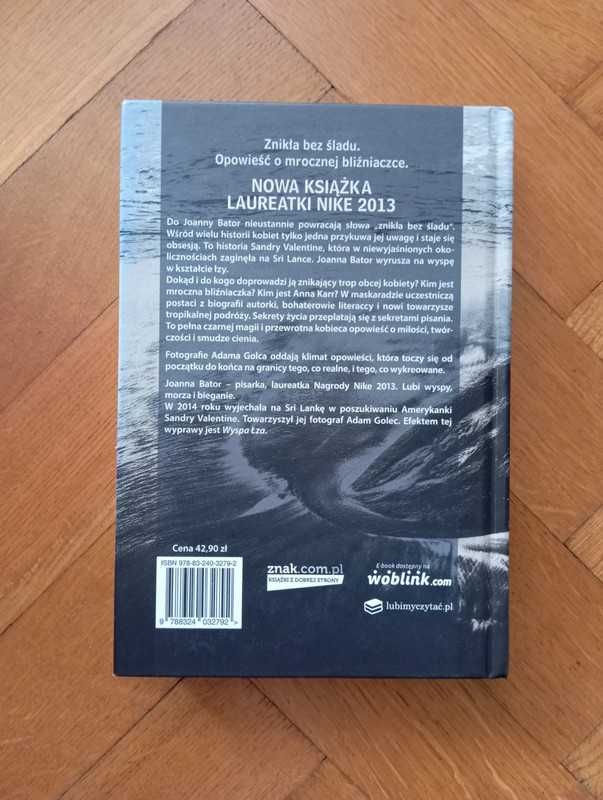 Znikła bez śladu.
Opowieść o mrocznej bliźniaczce.
NOWA KSIĄŻKA
LAUREATKI NIKE 2013
Do Joanny Bator nieustannie powracają słowa „znikła bez śladu”.
Wśród wielu historii kobiet tylko jedna przykuwa jej uwagę i staje się
obsesją. To historia Sandry Valentine, która w niewyjaśnionych oko-
licznościach zaginęła na Sri Lance. Joanna Bator wyrusza na wyspę
w kształcie łzy.
Dokąd i do kogo doprowadzi ją znikający trop obcej kobiety? Kim jest
mroczna bliźniaczka? Kim jest Anna Karr? W maskaradzie uczestniczą
postaci z biografii autorki, bohaterowie literaccy i nowi towarzysze
tropikalnej podróży. Sekrety życia przeplatają się z sekretami pisania.
To pełna czarnej magii i przewrotna kobieca opowieść o miłości, twór-
czości i smudze cienia.
Fotografie Adama Golca oddają klimat opowieści, która toczy się od
początku do końca na granicy tego, co realne, i tego, co wykreowane.
Joanna Bator – pisarka, laureatka Nagrody Nike 2013. Lubi wyspy,
morza i bieganie.
W 2014 roku wyjechała na Sri Lankę w poszukiwaniu Amerykanki
Sandry Valentine. Towarzyszył jej fotograf Adam Golec. Efektem tej
wyprawy jest Wyspa Łza.
Cena 42,90 zł
ISBN 978-83-240-3279-2
9 788324 032792 >
znak.com.pl
KSIĄŻKI Z DOBREJ STRONY
E-book dostępny na
woblink.com
lubimyczytać.pl